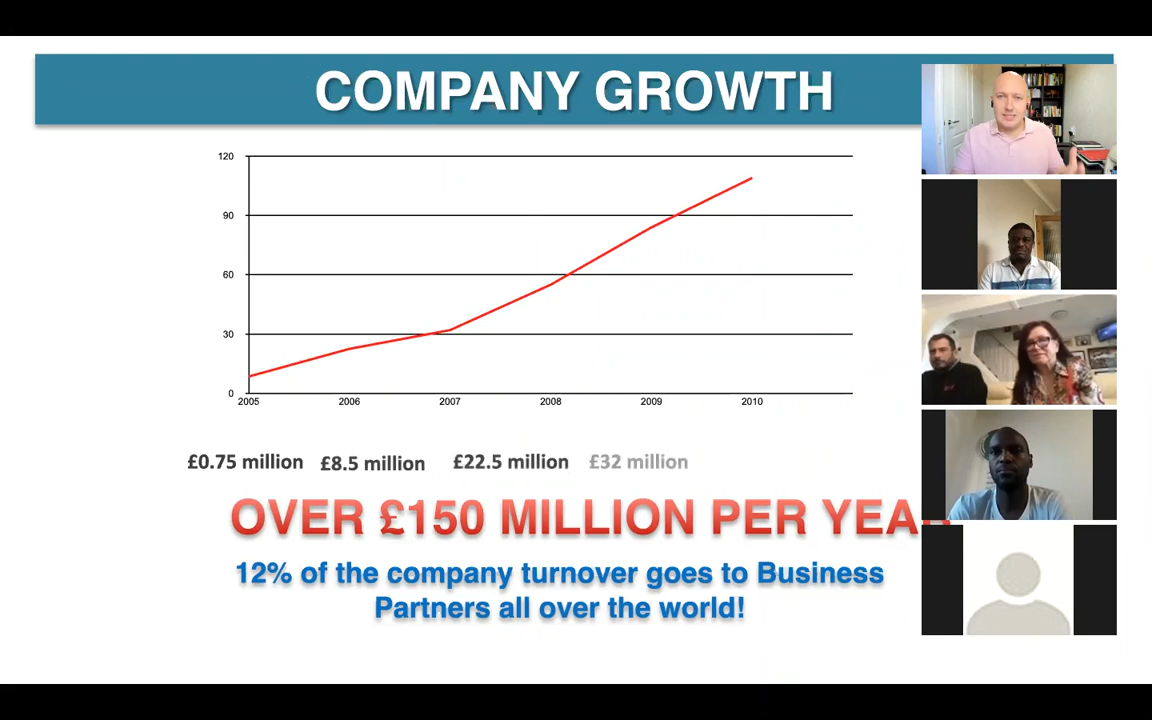 COMPANY GROWTH
120
90
60
30
0
2005 2006 2007 2008 2009 2010
£0.75 million £8.5 million £22.5 million £32 million
OVER £150 MILLION PER YEAR
12% of the company turnover goes to Business
Partners all over the world!